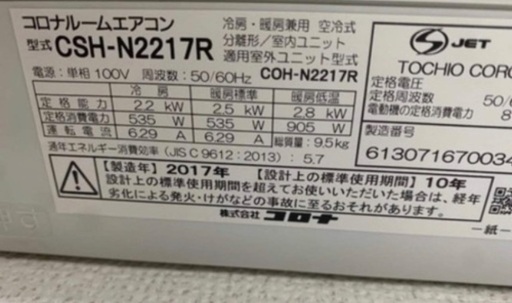 コロナルームエアコン
型式 CSH-N2217R
冷房・暖房兼用 空冷式
分離形/室内ユニット
適用室外ユニット型式
COH-N2217R
電源:単相 100V 周波数:50/60Hz
冷房 暖房標準 暖房低温
定格能力 2.2 kW 2.5 kW 2.8 kW
定格消費電力 535 W 535 W 905 W
運転電流 6.29 A 6.29 A 総質量:9.5kg
通年エネルギー消費効率(JIS C 9612:2013):5.7
【製造年】2017年 【設計上の標準使用期間】10年
設計上の標準使用期間を超えてお使いいただいた場合は、経年
劣化による発火・けがなどの事故に至るおそれがあります。
株式会社 コロナ
S JET
TOCHIO CORO
定格電圧
定格周波数 50/6
電動機の定格消費電力 8
製造番号
613071670034
一紙一